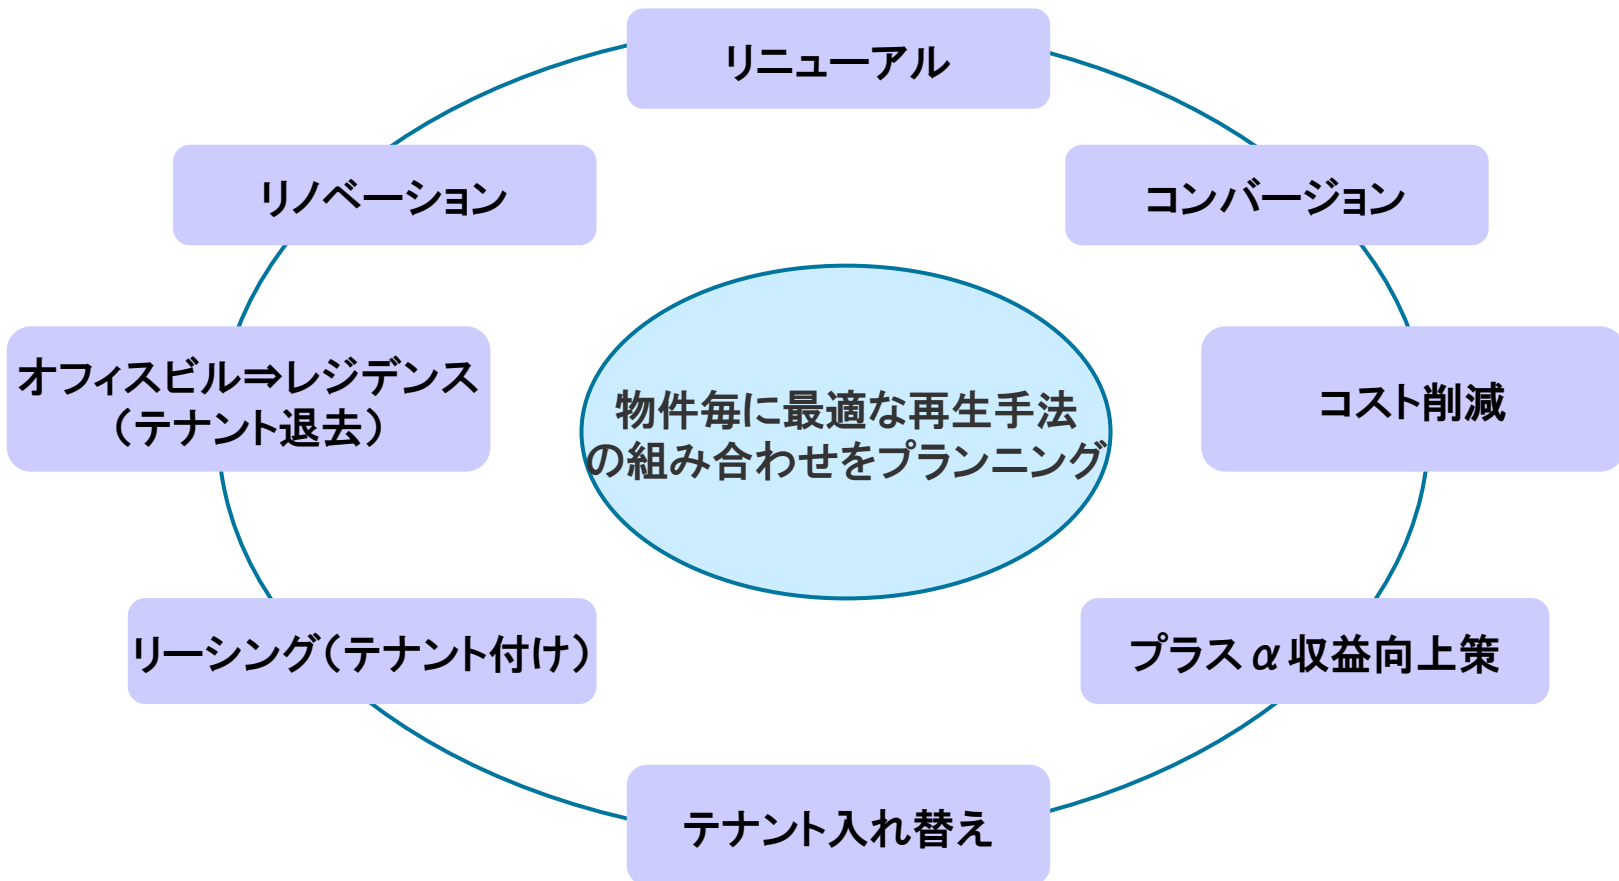 リニューアル
リノベーション
コンバージョン
オフィスビル⇒レジデンス
（テナント退去）
物件毎に最適な再生手法
の組み合わせをプランニング
コスト削減
リーシング（テナント付け）
プラスα収益向上策
テナント入れ替え